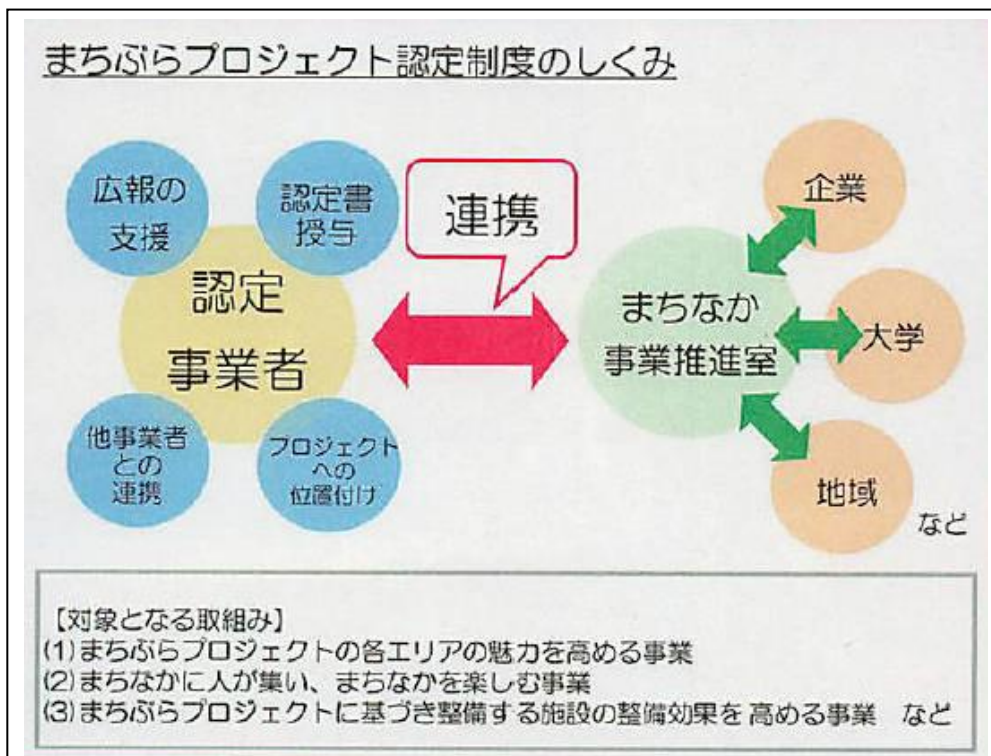 まちぶらプロジェクト認定制度のしくみ
広報の
支援
認定書
授与
認定
事業者
他事業者
との
連携
プロジェクト
への
位置付け
連携
まちなか
事業推進室
企業
大学
地域
など
【対象となる取組み】
(1)まちぶらプロジェクトの各エリアの魅力を高める事業
(2)まちなかに人が集い、まちなかを楽しむ事業
(3)まちぶらプロジェクトに基づき整備する施設の整備効果を高める事業 など